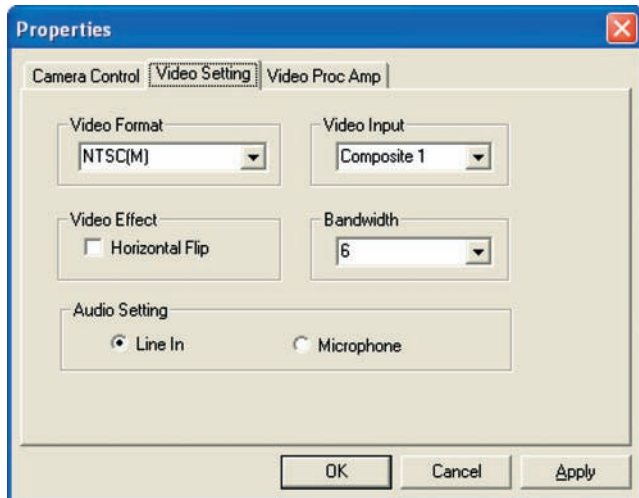 Properties
Camera Control Video Setting Video Proc Amp
Video Format
NTSC(M)
Video Input
Composite 1
Video Effect
Horizontal Flip
Bandwidth
6
Audio Setting
Line In Microphone
OK Cancel Apply